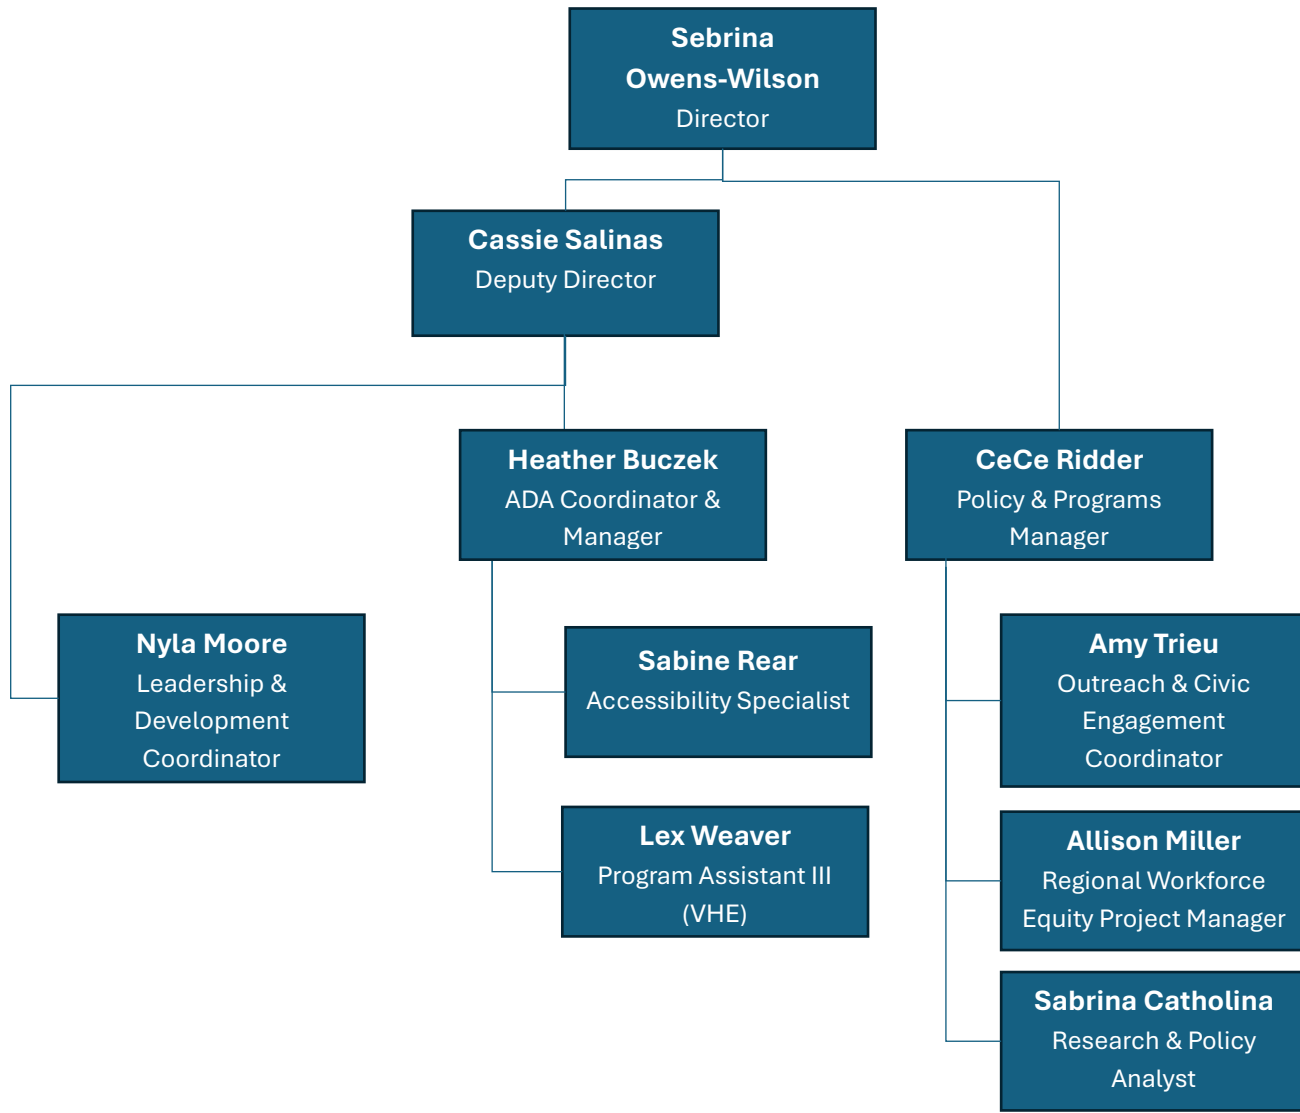 Sebrina
Owens-Wilson
Director
Cassie Salinas
Deputy Director
Heather Buczek
ADA Coordinator &
Manager
CeCe Ridder
Policy & Programs
Manager
Nyla Moore
Leadership &
Development
Coordinator
Sabine Rear
Accessibility Specialist
Amy Trieu
Outreach & Civic
Engagement
Coordinator
Lex Weaver
Program Assistant III
(VHE)
Allison Miller
Regional Workforce
Equity Project Manager
Sabrina Catholina
Research & Policy
Analyst